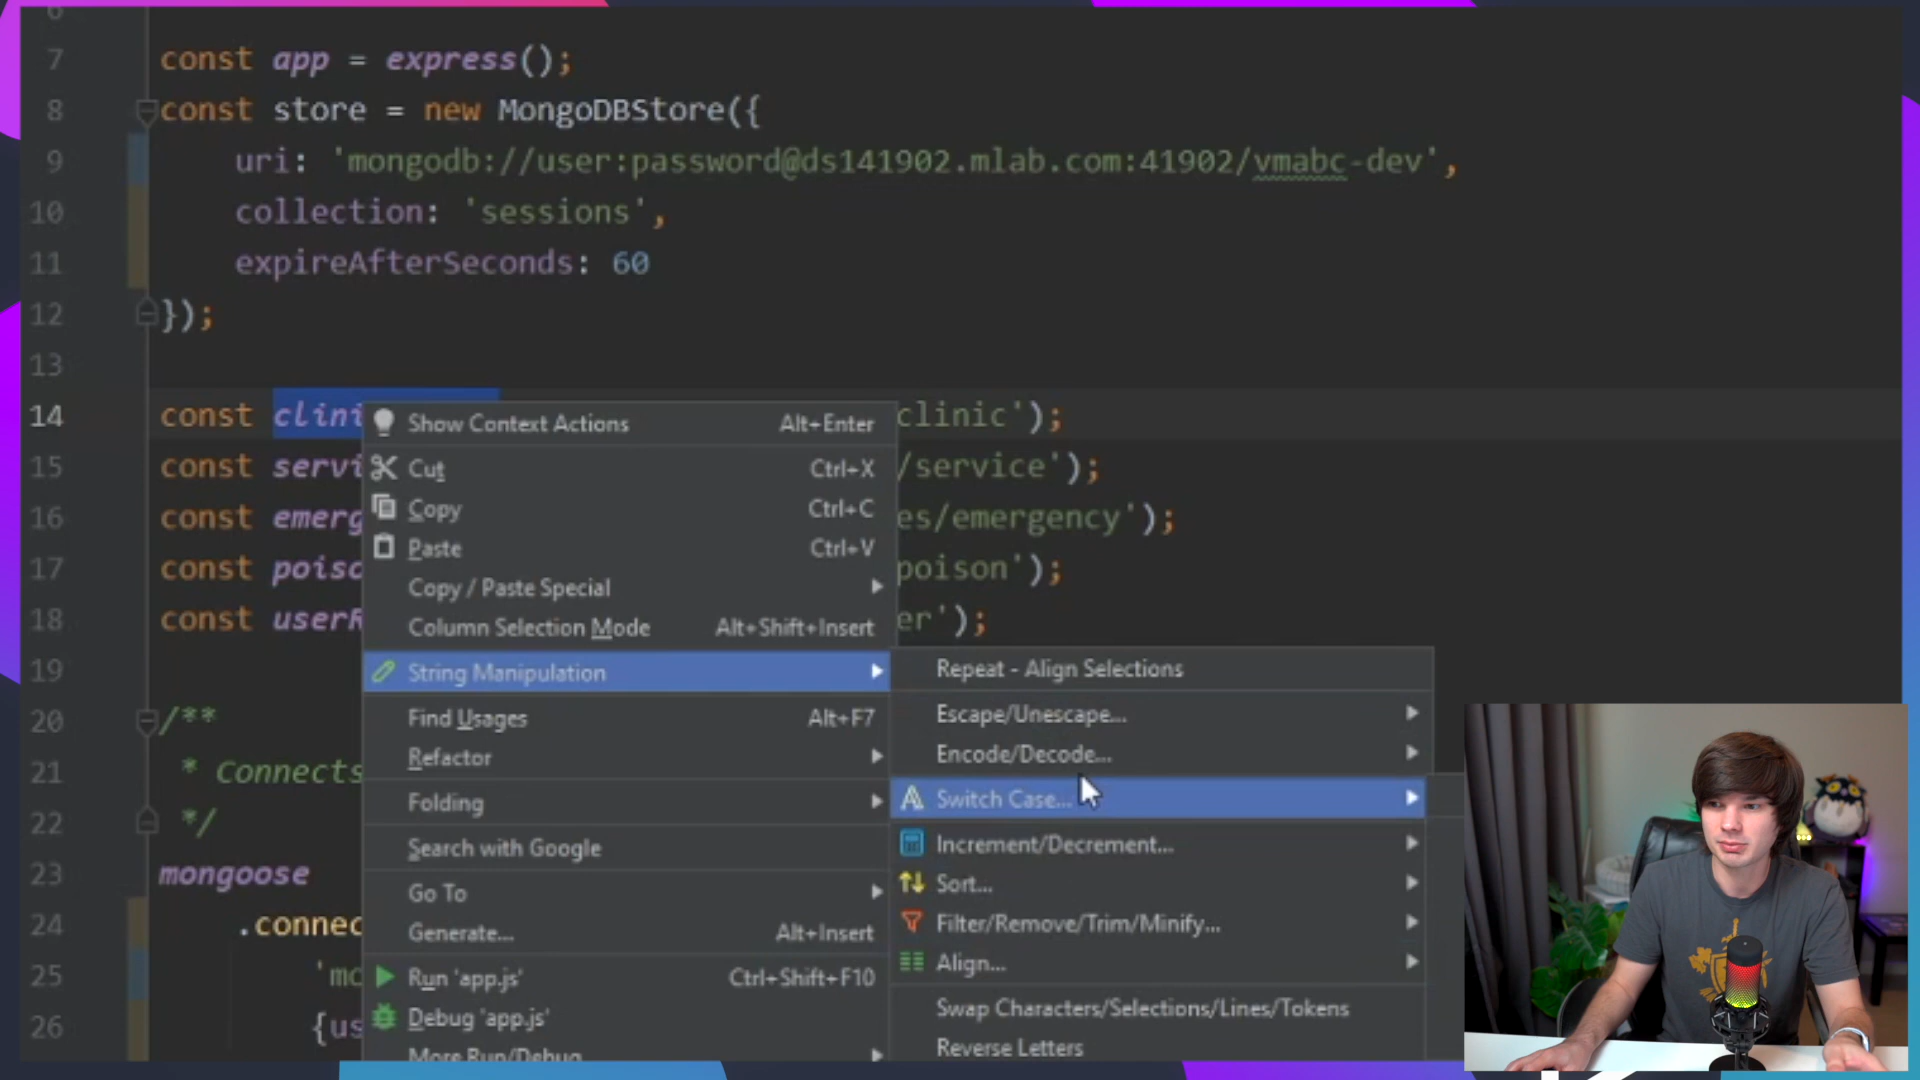 7 const app = express();
8 const store = new MongoDBStore({
9 uri: 'mongodb://user:password@ds141902.mlab.com:41902/vmabc-dev',
10 collection: 'sessions',
11 expireAfterSeconds: 60
12 });
13
14 const clini clinic');
15 const servi /service');
16 const emerg es/emergency');
17 const poiso poison');
18 const userR er');
19
20 /**
21 * Connects
22 */
23 mongoose
24 .connec
25 'mo
26 {us
Show Context Actions Alt+Enter
Cut Ctrl+X
Copy Ctrl+C
Paste Ctrl+V
Copy / Paste Special
Column Selection Mode Alt+Shift+Insert
String Manipulation
Find Usages Alt+F7
Refactor
Folding
Search with Google
Go To
Generate... Alt+Insert
Run 'app.js' Ctrl+Shift+F10
Debug 'app.js'
More Run/Debug
Repeat - Align Selections
Escape/Unescape...
Encode/Decode...
Switch Case...
Increment/Decrement...
Sort...
Filter/Remove/Trim/Minify...
Align...
Swap Characters/Selections/Lines/Tokens
Reverse Letters